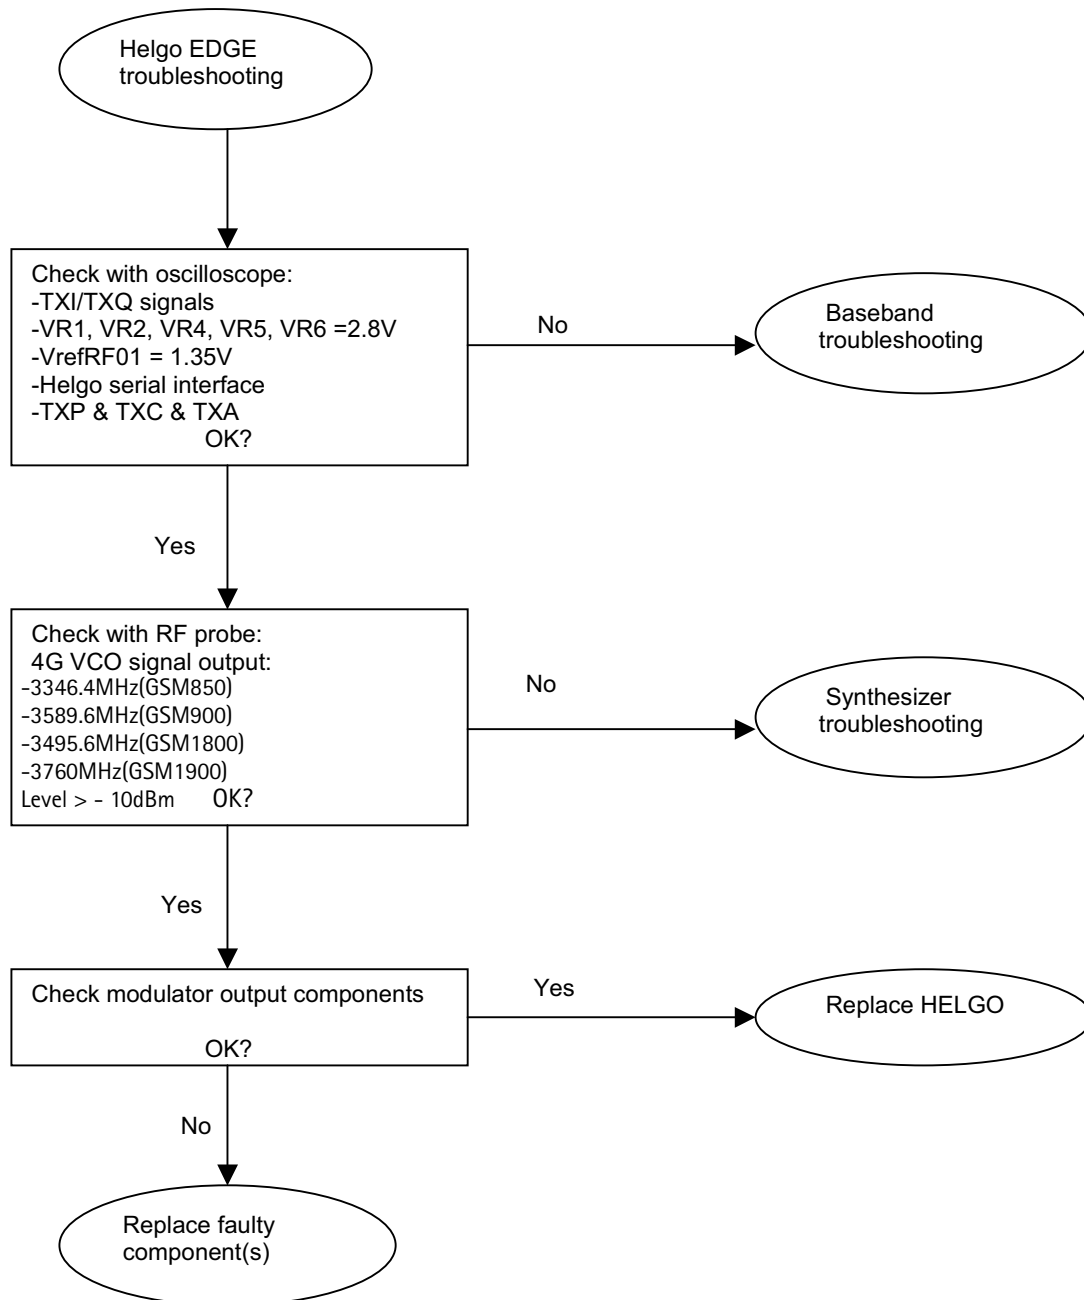 Helgo EDGE
troubleshooting
Check with oscilloscope:
-TXI/TXQ signals
-VR1, VR2, VR4, VR5, VR6 =2.8V
-VrefRF01 = 1.35V
-Helgo serial interface
-TXP & TXC & TXA
OK?
No
Baseband
troubleshooting
Yes
Check with RF probe:
4G VCO signal output:
-3346.4MHz(GSM850)
-3589.6MHz(GSM900)
-3495.6MHz(GSM1800)
-3760MHz(GSM1900)
Level > - 10dBm OK?
No
Synthesizer
troubleshooting
Yes
Check modulator output components
OK?
Yes
Replace HELGO
No
Replace faulty
component(s)